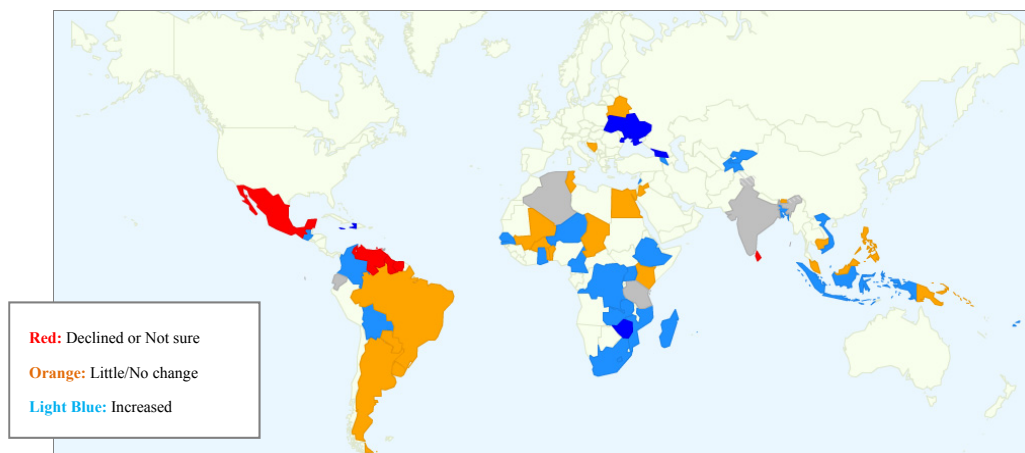 Red: Declined or Not sure
Orange: Little/No change
Light Blue: Increased